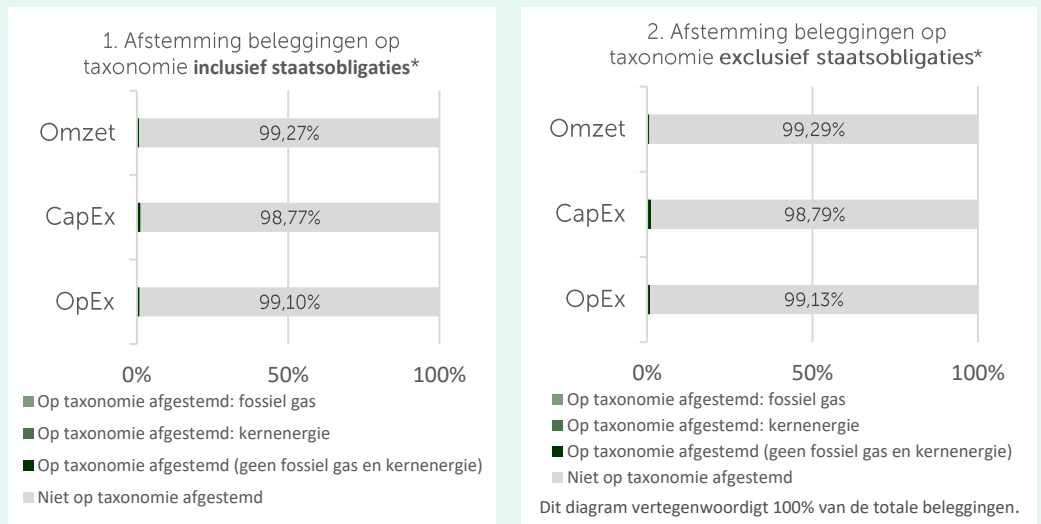 1. Afstemming beleggingen op
taxonomie inclusief staatsobligaties*
Omzet
99,27%
CapEx
98,77%
OpEx
99,10%
0%
50%
100%
Op taxonomie afgestemd: fossiel gas
Op taxonomie afgestemd: kernenergie
Op taxonomie afgestemd (geen fossiel gas en kernenergie)
Niet op taxonomie afgestemd
2. Afstemming beleggingen op
taxonomie exclusief staatsobligaties*
Omzet
99,29%
CapEx
98,79%
OpEx
99,13%
0%
50%
100%
Op taxonomie afgestemd: fossiel gas
Op taxonomie afgestemd: kernenergie
Op taxonomie afgestemd (geen fossiel gas en kernenergie)
Niet op taxonomie afgestemd
Dit diagram vertegenwoordigt 100% van de totale beleggingen.